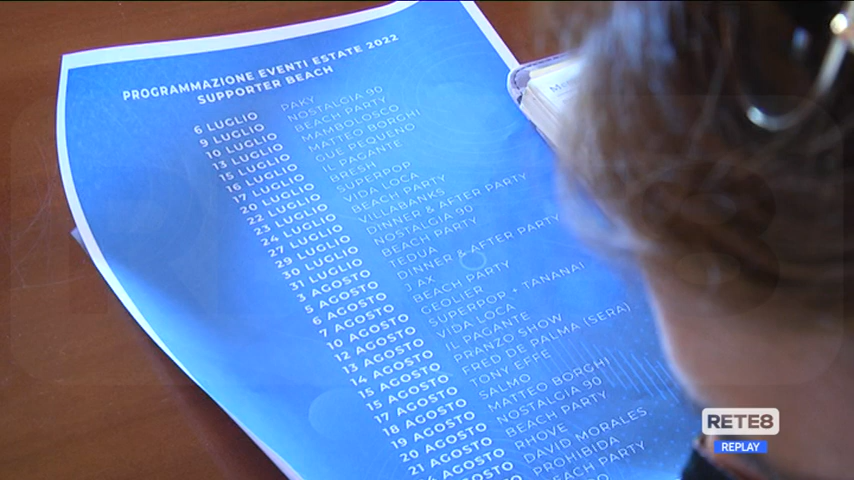 PROGRAMMAZIONE EVENTI ESTATE 2022
SUPPORTER BEACH
6 LUGLIO PAKY
9 LUGLIO NOSTALGIA 90
10 LUGLIO BEACH PARTY
13 LUGLIO MAMBOLOSCO
15 LUGLIO MATTEO BORGHI
16 LUGLIO GUE PEQUENO
17 LUGLIO IL PAGANTE
20 LUGLIO BRESH
22 LUGLIO SUPERPOP
23 LUGLIO VIDA LOCA
24 LUGLIO BEACH PARTY
27 LUGLIO VILLABANKS
29 LUGLIO DINNER & AFTER PARTY
30 LUGLIO NOSTALGIA 90
31 LUGLIO BEACH PARTY
3 AGOSTO TEDUA
5 AGOSTO DINNER & AFTER PARTY
6 AGOSTO J AX
7 AGOSTO BEACH PARTY
10 AGOSTO GEOLIER
12 AGOSTO SUPERPOP + TANANAI
13 AGOSTO VIDA LOCA
14 AGOSTO IL PAGANTE
15 AGOSTO PRANZO SHOW
15 AGOSTO FRED DE PALMA (SERA)
17 AGOSTO TONY EFFE
18 AGOSTO SALMO
19 AGOSTO MATTEO BORGHI
20 AGOSTO NOSTALGIA 90
21 AGOSTO BEACH PARTY
24 AGOSTO RHOVE
DAVID MORALES
PROHIBIDA
BEACH PARTY
RETE8
REPLAY